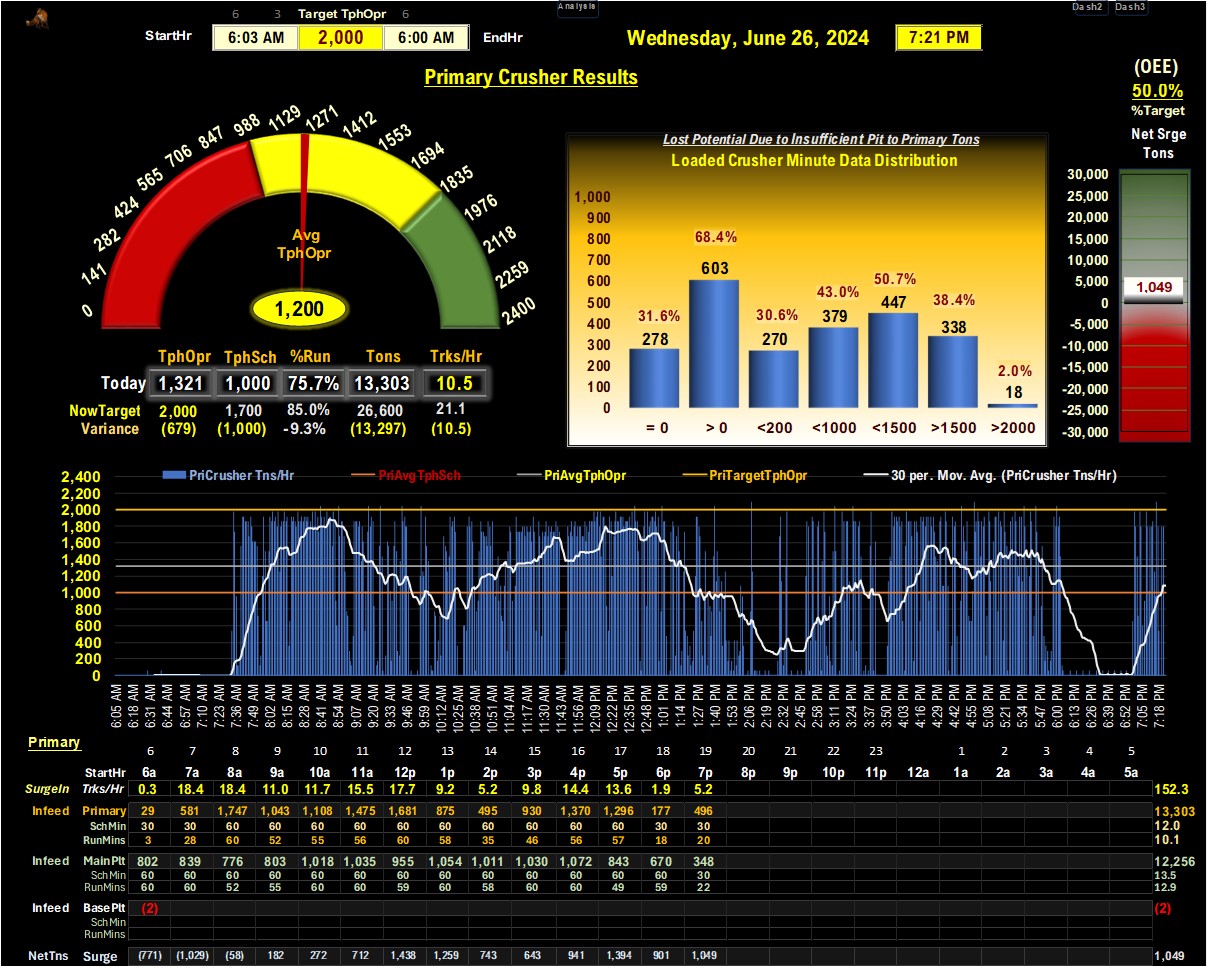 Analysis
Dash2 Dash3
6 3 Target TphOpr 6
StartHr 6:03 AM 2,000 6:00 AM EndHr
Wednesday, June 26, 2024 7:21 PM
Primary Crusher Results
(OEE)
50.0%
%Target
Net Srge
Tons
0 141 282 424 565 706 847 988 1129 1271 1412 1553 1694 1835 1976 2118 2259 2400
Avg
TphOpr
1,200
TphOpr TphSch %Run Tons Trks/Hr
Today 1,321 1,000 75.7% 13,303 10.5
NowTarget 2,000 1,700 85.0% 26,600 21.1
Variance (679) (1,000) -9.3% (13,297) (10.5)
Lost Potential Due to Insufficient Pit to Primary Tons
Loaded Crusher Minute Data Distribution
1,000
900
800
700
600
500
400
300
200
100
0
31.6% 68.4% 30.6% 43.0% 50.7% 38.4% 2.0%
278 603 270 379 447 338 18
= 0 > 0 <200 <1000 <1500 >1500 >2000
30,000
25,000
20,000
15,000
10,000
5,000
0
-5,000
-10,000
-15,000
-20,000
-25,000
-30,000
1,049
PriCrusher Tns/Hr PriAvgTphSch PriAvgTphOpr PriTargetTphOpr 30 per. Mov. Avg. (PriCrusher Tns/Hr)
2,400
2,200
2,000
1,800
1,600
1,400
1,200
1,000
800
600
400
200
0
6:05 AM 6:18 AM 6:31 AM 6:44 AM 6:57 AM 7:10 AM 7:23 AM 7:36 AM 7:49 AM 8:02 AM 8:15 AM 8:28 AM 8:41 AM 8:54 AM 9:07 AM 9:20 AM 9:33 AM 9:46 AM 9:59 AM 10:12 AM 10:25 AM 10:38 AM 10:51 AM 11:04 AM 11:17 AM 11:30 AM 11:43 AM 11:56 AM 12:09 PM 12:22 PM 12:35 PM 12:48 PM 1:01 PM 1:14 PM 1:27 PM 1:40 PM 1:53 PM 2:06 PM 2:19 PM 2:32 PM 2:45 PM 2:58 PM 3:11 PM 3:24 PM 3:37 PM 3:50 PM 4:03 PM 4:16 PM 4:29 PM 4:42 PM 4:55 PM 5:08 PM 5:21 PM 5:34 PM 5:47 PM 6:00 PM 6:13 PM 6:26 PM 6:39 PM 6:52 PM 7:05 PM 7:18 PM
Primary 6 7 8 9 10 11 12 13 14 15 16 17 18 19 20 21 22 23 1 2 3 4 5
StartHr 6a 7a 8a 9a 10a 11a 12p 1p 2p 3p 4p 5p 6p 7p 8p 9p 10p 11p 12a 1a 2a 3a 4a 5a
SurgeIn Trks/Hr 0.3 18.4 18.4 11.0 11.7 15.5 17.7 9.2 5.2 9.8 14.4 13.6 1.9 5.2 152.3
Infeed Primary 29 581 1,747 1,043 1,108 1,475 1,681 875 495 930 1,370 1,296 177 496 13,303
SchMin 30 30 60 60 60 60 60 60 60 60 60 60 30 30 12.0
RunMins 3 28 60 52 55 56 60 58 35 46 56 57 18 20 10.1
Infeed MainPlt 802 839 776 803 1,018 1,035 955 1,054 1,011 1,030 1,072 843 670 348 12,256
SchMin 60 60 60 60 60 60 60 60 60 60 60 60 60 30 13.5
RunMins 60 60 52 55 60 60 59 60 58 60 60 49 59 22 12.9
Infeed BasePlt (2) (2)
SchMin
RunMins
NetTns Surge (771) (1,029) (58) 182 272 712 1,438 1,259 743 643 941 1,394 901 1,049 1,049